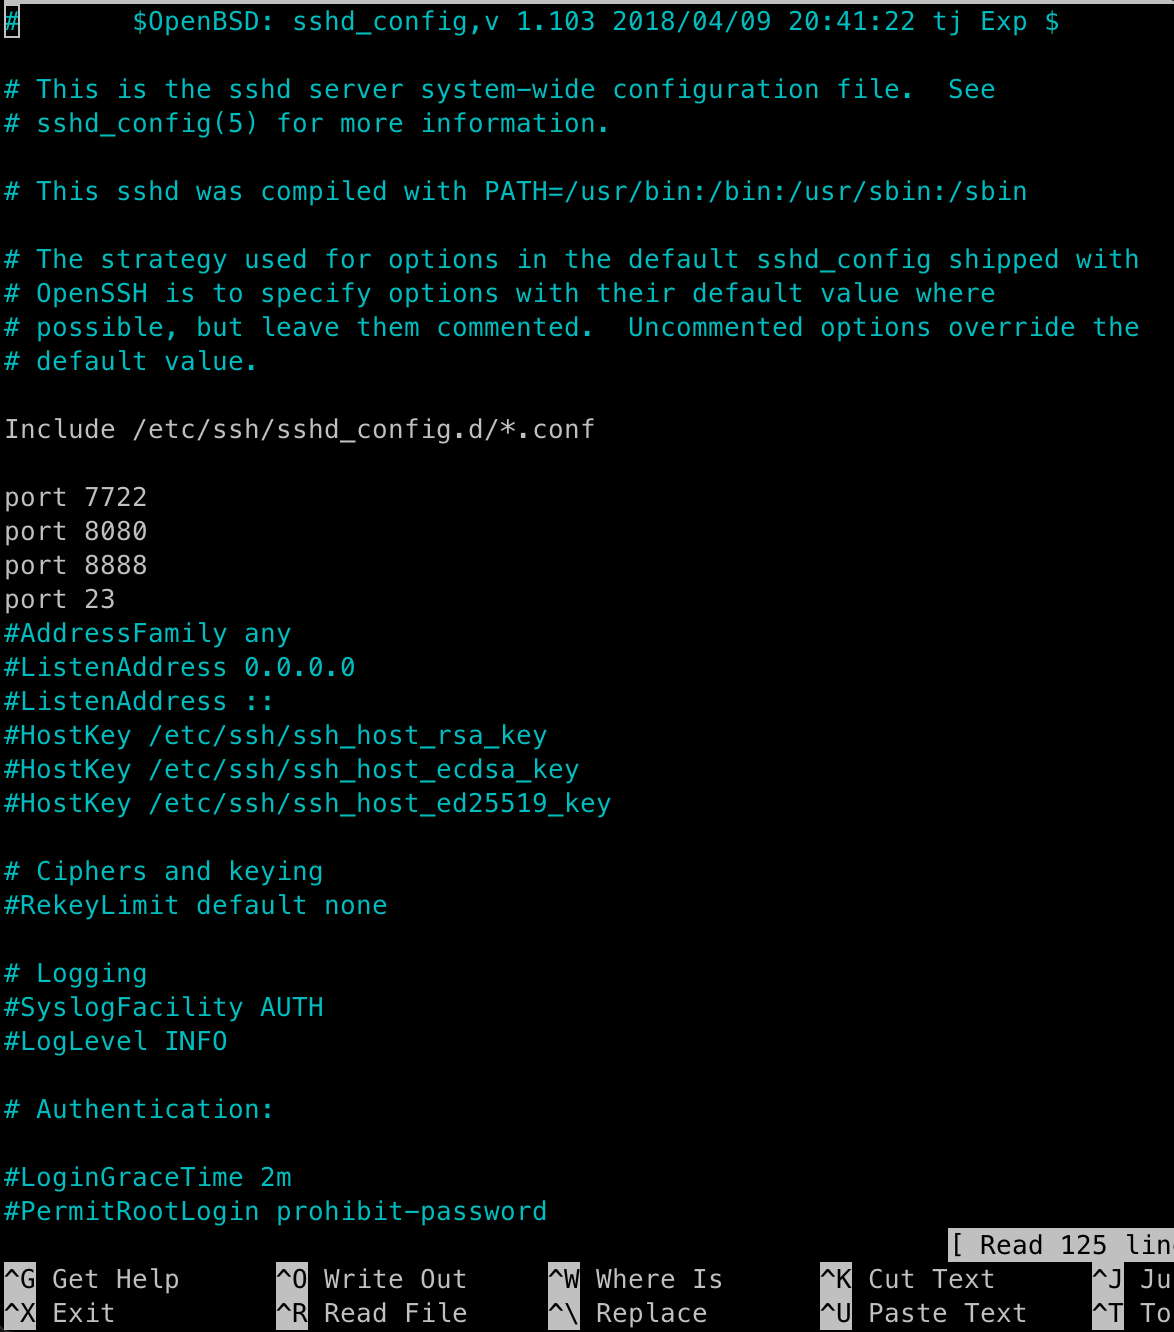 #       $OpenBSD: sshd_config,v 1.103 2018/04/09 20:41:22 tj Exp $
# This is the sshd server system-wide configuration file.  See
# sshd_config(5) for more information.
# This sshd was compiled with PATH=/usr/bin:/bin:/usr/sbin:/sbin
# The strategy used for options in the default sshd_config shipped with
# OpenSSH is to specify options with their default value where
# possible, but leave them commented.  Uncommented options override the
# default value.
Include /etc/ssh/sshd_config.d/*.conf
port 7722
port 8080
port 8888
port 23
#AddressFamily any
#ListenAddress 0.0.0.0
#ListenAddress ::
#HostKey /etc/ssh/ssh_host_rsa_key
#HostKey /etc/ssh/ssh_host_ecdsa_key
#HostKey /etc/ssh/ssh_host_ed25519_key
# Ciphers and keying
#RekeyLimit default none
# Logging
#SyslogFacility AUTH
#LogLevel INFO
# Authentication:
#LoginGraceTime 2m
#PermitRootLogin prohibit-password
[ Read 125 lin
^G Get Help ^O Write Out ^W Where Is ^K Cut Text ^J Ju
^X Exit ^R Read File ^\ Replace ^U Paste Text ^T To